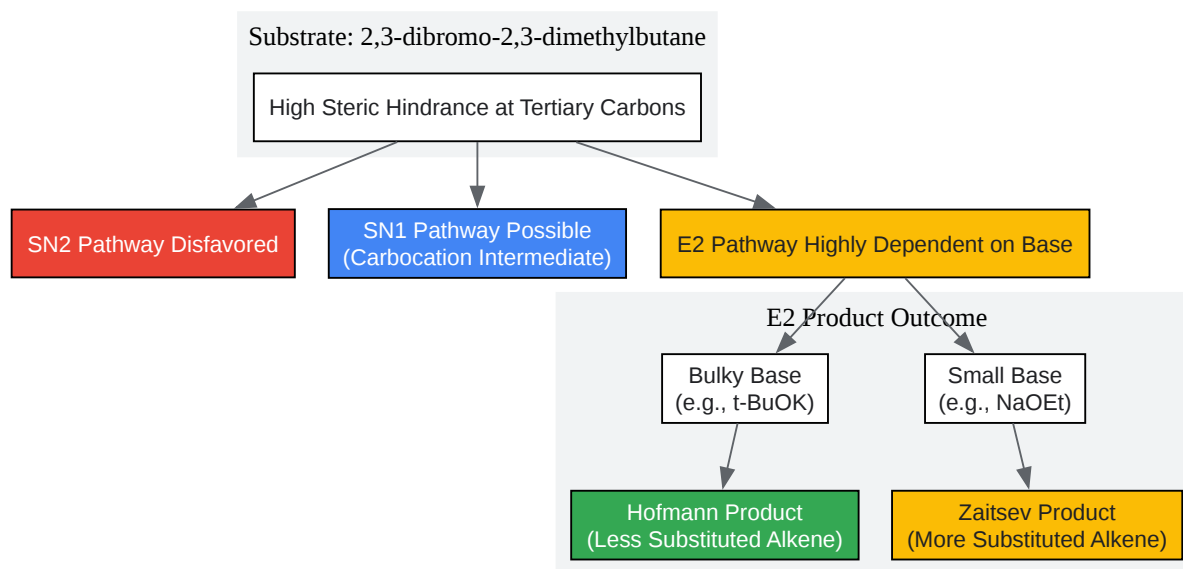 Substrate: 2,3-dibromo-2,3-dimethylbutane
High Steric Hindrance at Tertiary Carbons
SN2 Pathway Disfavored
SN1 Pathway Possible
(Carbocation Intermediate)
E2 Pathway Highly Dependent on Base
E2 Product Outcome
Bulky Base
(e.g., t-BuOK)
Small Base
(e.g., NaOEt)
Hofmann Product
(Less Substituted Alkene)
Zaitsev Product
(More Substituted Alkene)